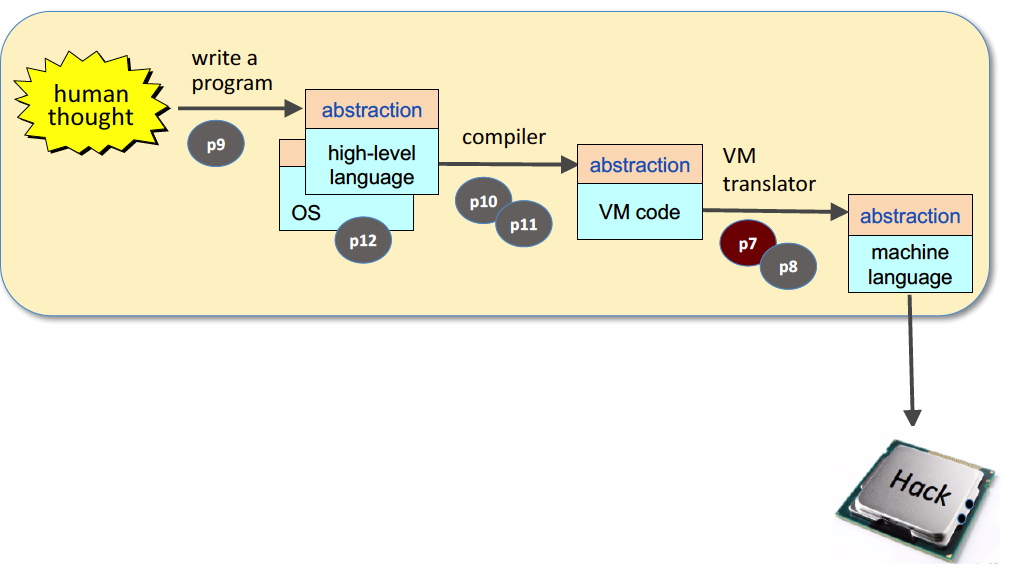 human
thought
write a
program
p9
abstraction
high-level
language
OS
p12
compiler
p10
p11
abstraction
VM code
VM
translator
p7
p8
abstraction
machine
language
Hack